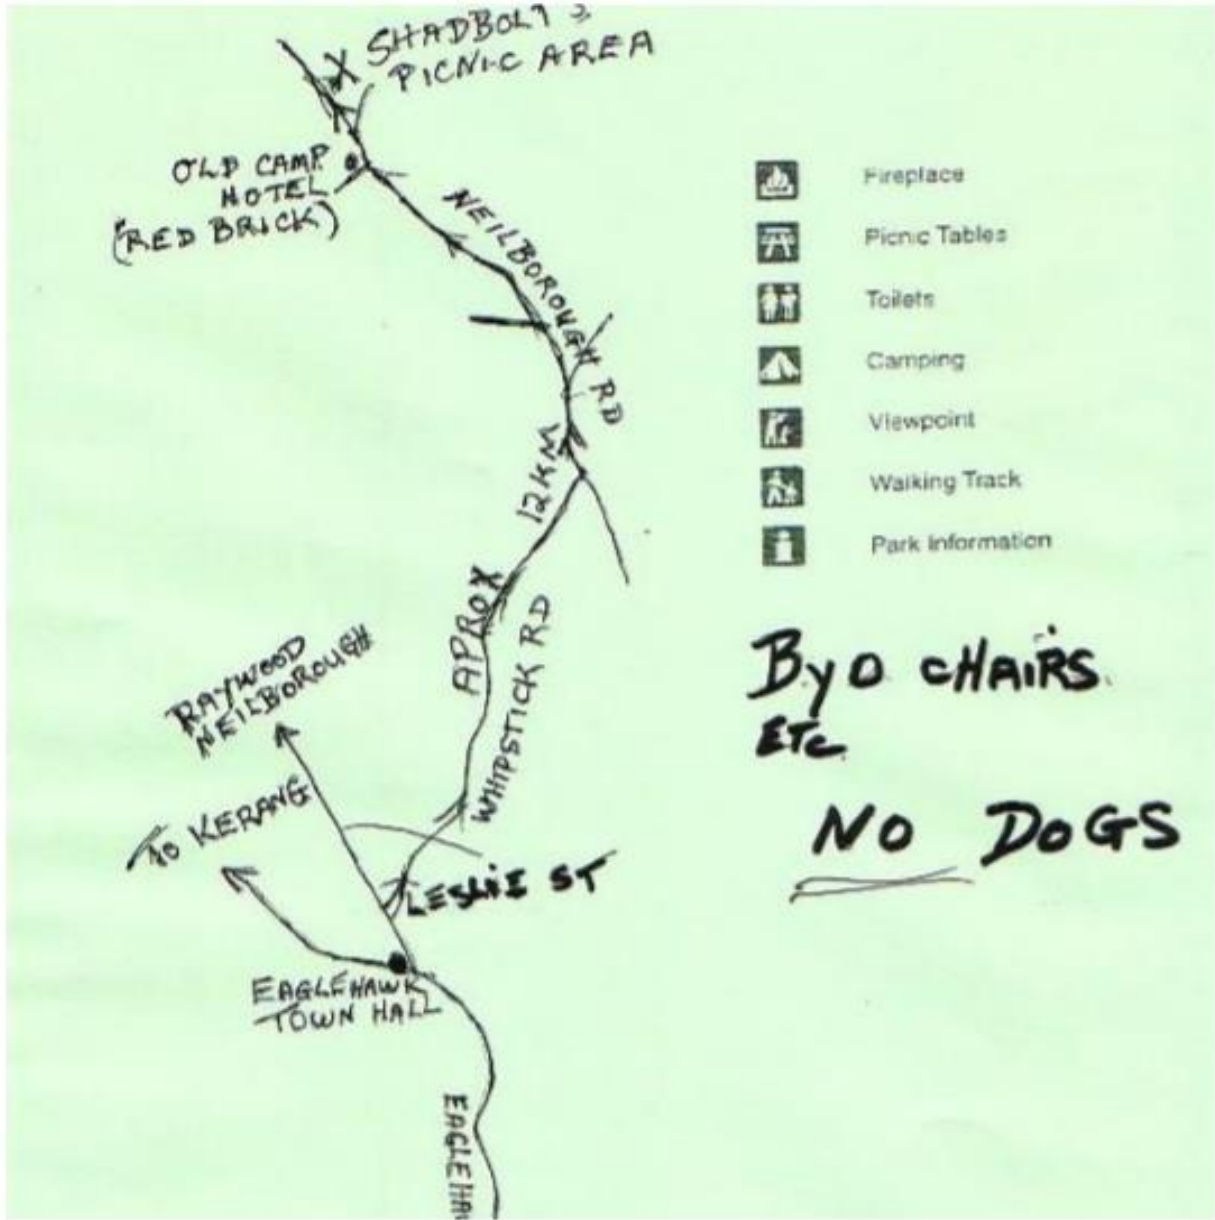 SHADBOLT'S
PICNIC AREA
OLD CAMP
HOTEL
(RED BRICK)
NEILBOROUGH RD
12KM
APROX
WHIPSTICK RD
RAYWOOD
NEILBOROUGH
TO KERANG
LESLIE ST
EAGLEHAWK
TOWN HALL
Fireplace
Picnic Tables
Toilets
Camping
Viewpoint
Walking Track
Park Information
ByO CHAIRS.
ETC
NO DOGS